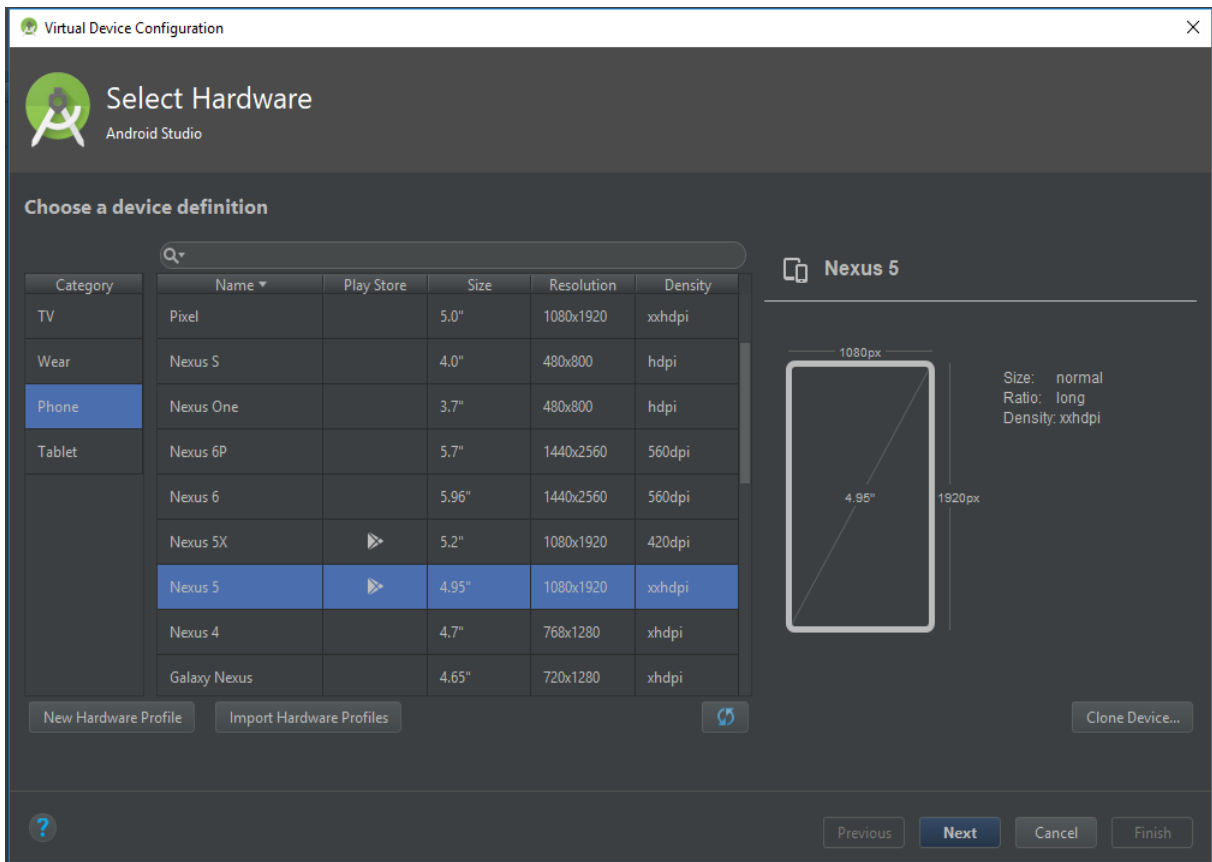 Virtual Device Configuration
Select Hardware
Android Studio
Choose a device definition
Category
TV
Wear
Phone
Tablet
Name Play Store Size Resolution Density
Pixel 5.0" 1080x1920 xxhdpi
Nexus S 4.0" 480x800 hdpi
Nexus One 3.7" 480x800 hdpi
Nexus 6P 5.7" 1440x2560 560dpi
Nexus 6 5.96" 1440x2560 560dpi
Nexus 5X 5.2" 1080x1920 420dpi
Nexus 5 4.95" 1080x1920 xxhdpi
Nexus 4 4.7" 768x1280 xhdpi
Galaxy Nexus 4.65" 720x1280 xhdpi
New Hardware Profile Import Hardware Profiles
Nexus 5
1080px
4.95"
1920px
Size: normal
Ratio: long
Density: xxhdpi
Clone Device...
? Previous Next Cancel Finish